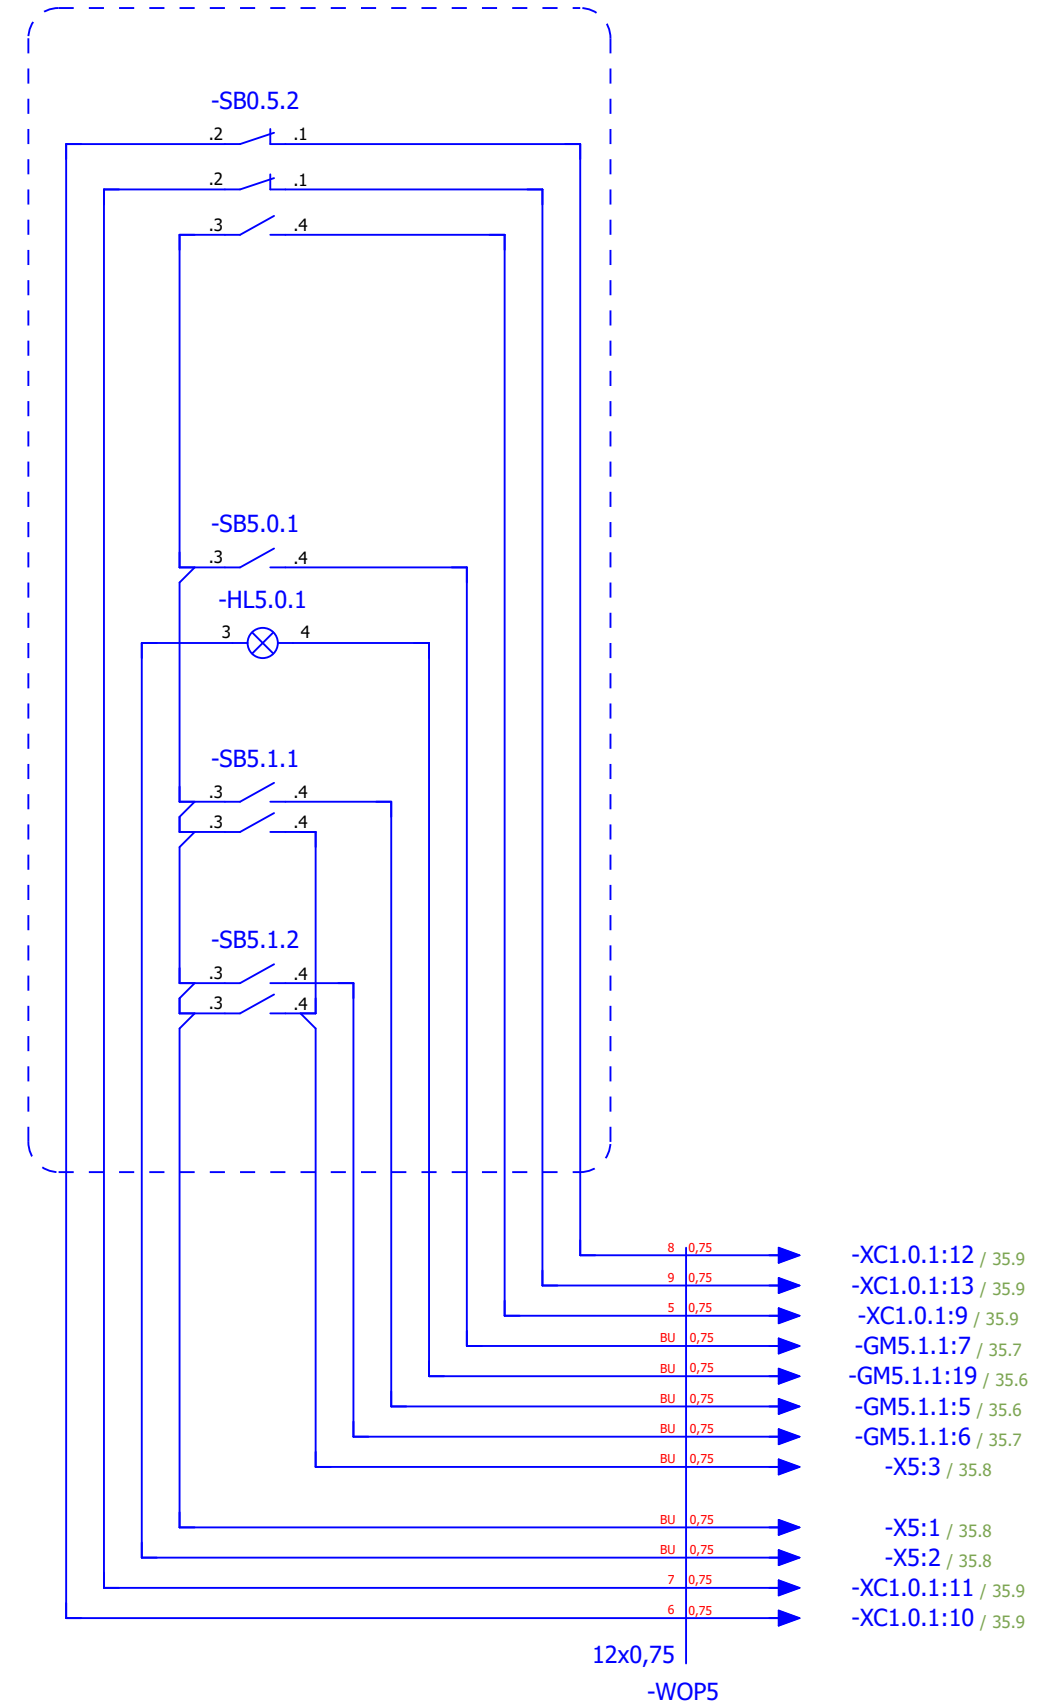 -SB0.5.2
.2 .1
.2 .1
.3 .4
-SB5.0.1
.3 .4
-HL5.0.1
3 4
-SB5.1.1
.3 .4
.3 .4
-SB5.1.2
.3 .4
.3 .4
8 0,75 -XC1.0.1:12 / 35.9
9 0,75 -XC1.0.1:13 / 35.9
5 0,75 -XC1.0.1:9 / 35.9
BU 0,75 -GM5.1.1:7 / 35.7
BU 0,75 -GM5.1.1:19 / 35.6
BU 0,75 -GM5.1.1:5 / 35.6
BU 0,75 -GM5.1.1:6 / 35.7
BU 0,75 -X5:3 / 35.8
BU 0,75 -X5:1 / 35.8
BU 0,75 -X5:2 / 35.8
7 0,75 -XC1.0.1:11 / 35.9
6 0,75 -XC1.0.1:10 / 35.9
12x0,75
-WOP5